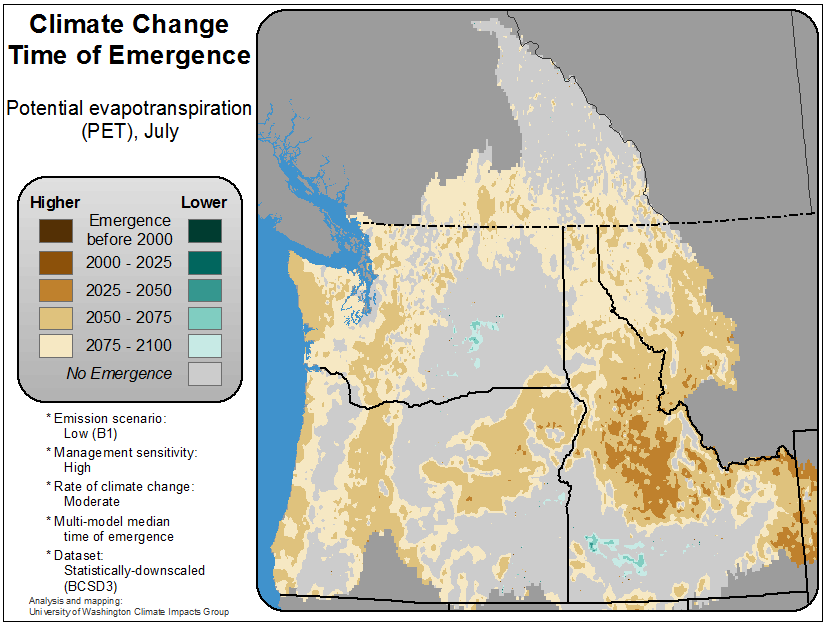 Climate Change
Time of Emergence
Potential evapotranspiration
(PET), July
Higher Lower
Emergence
before 2000
2000 - 2025
2025 - 2050
2050 - 2075
2075 - 2100
No Emergence
* Emission scenario:
Low (B1)
* Management sensitivity:
High
* Rate of climate change:
Moderate
* Multi-model median
time of emergence
* Dataset:
Statistically-downscaled
(BCSD3)
Analysis and mapping:
University of Washington Climate Impacts Group